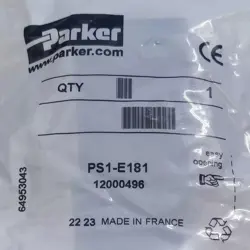 Parker
www.parker.com
CE
QTY 1
PS1-E181
12000496
easy
opening
64953043
22 23 MADE IN FRANCE